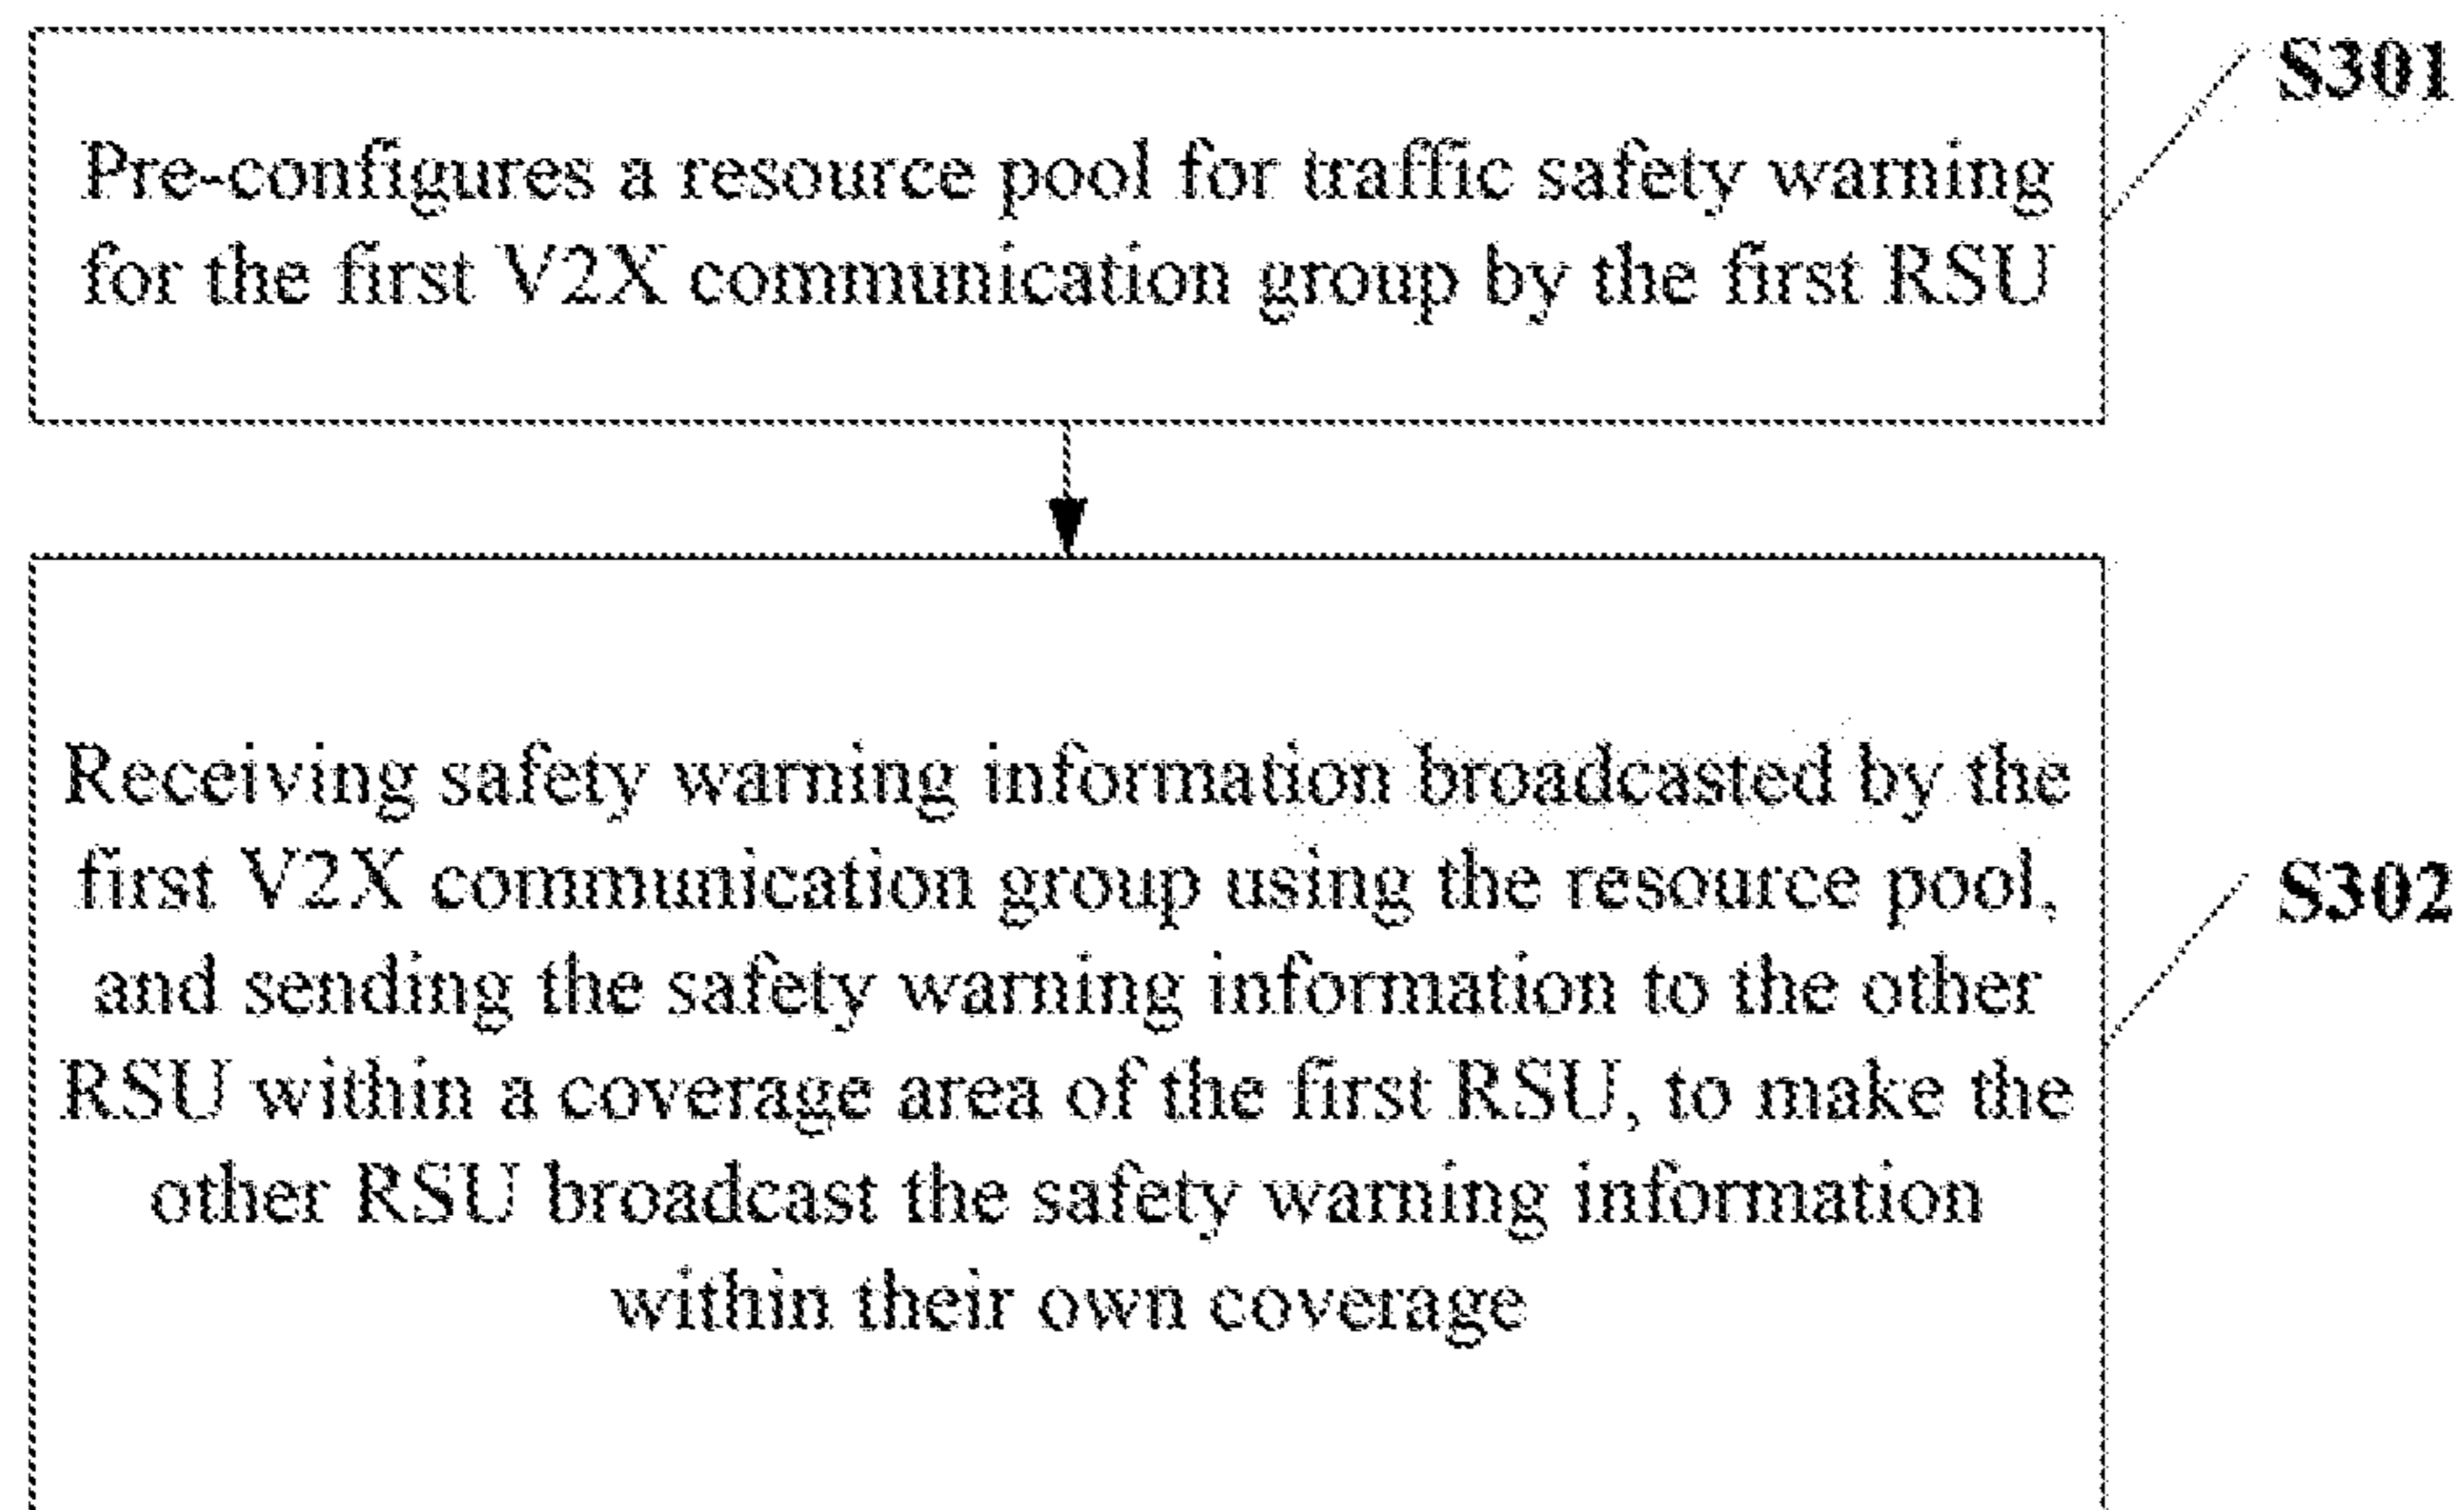 S301
Pre-configures a resource pool for traffic safety warning
for the first V2X communication group by the first RSU
Receiving safety warning information broadcasted by the
first V2X communication group using the resource pool,
S302
and sending the safety warning information to the other
RSU within a coverage area of the first RSU, to make the
other RSU broadcast the safety warning information
within their own coverage